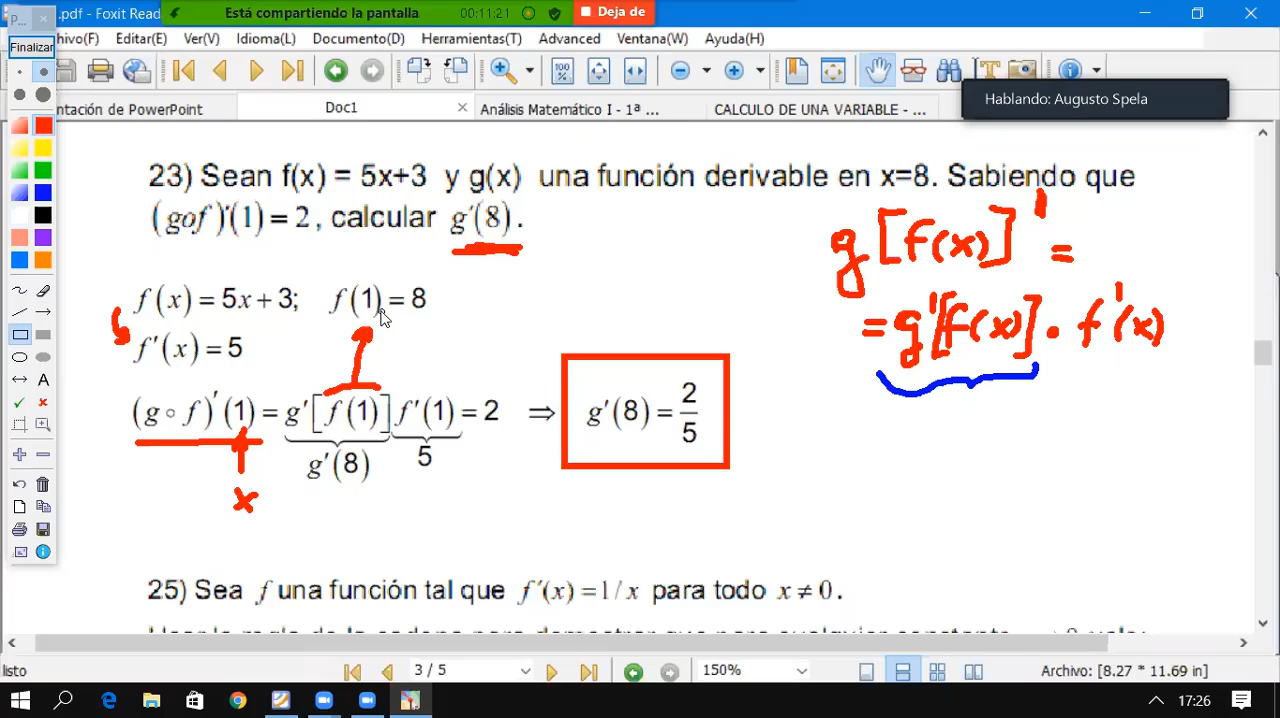 .pdf - Foxit Read
Está compartiendo la pantalla
00:11:21
Deja de
Finalizar
hivo(F) Editar(E) Ver(V) Idioma(L) Documento(D) Herramientas(T) Advanced Ventana(W) Ayuda(H)
ntación de PowerPoint Doc1 Análisis Matemático I - 1ª ... CALCULO DE UNA VARIABLE - ...
Hablando: Augusto Spela
23) Sean f(x) = 5x+3 y g(x) una función derivable en x=8. Sabiendo que
(gof)'(1) = 2, calcular g'(8).
g[f(x)]' =
= g'[f(x)] . f'(x)
f(x) = 5x + 3; f(1) = 8
f'(x) = 5
(g ∘ f)'(1) = g'[f(1)] f'(1) = 2 ⇒ g'(8) = 2/5
g'(8) 5
x
25) Sea f una función tal que f'(x) = 1/x para todo x ≠ 0.
listo
3 / 5
150%
Archivo: [8.27 * 11.69 in]
17:26